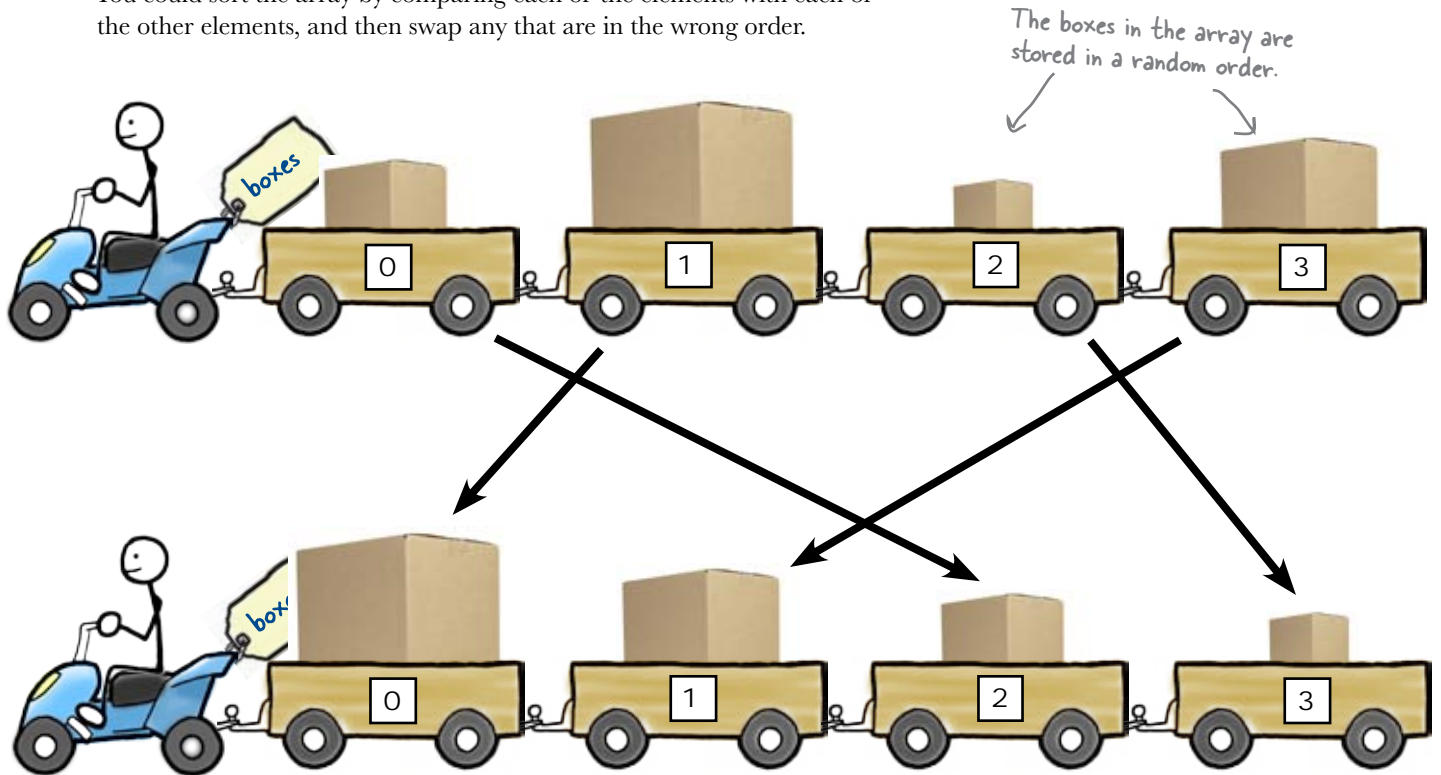 the other elements, and then swap any that are in the wrong order.
The boxes in the array are
stored in a random order.
boxes
0
1
2
3
0
1
2
3